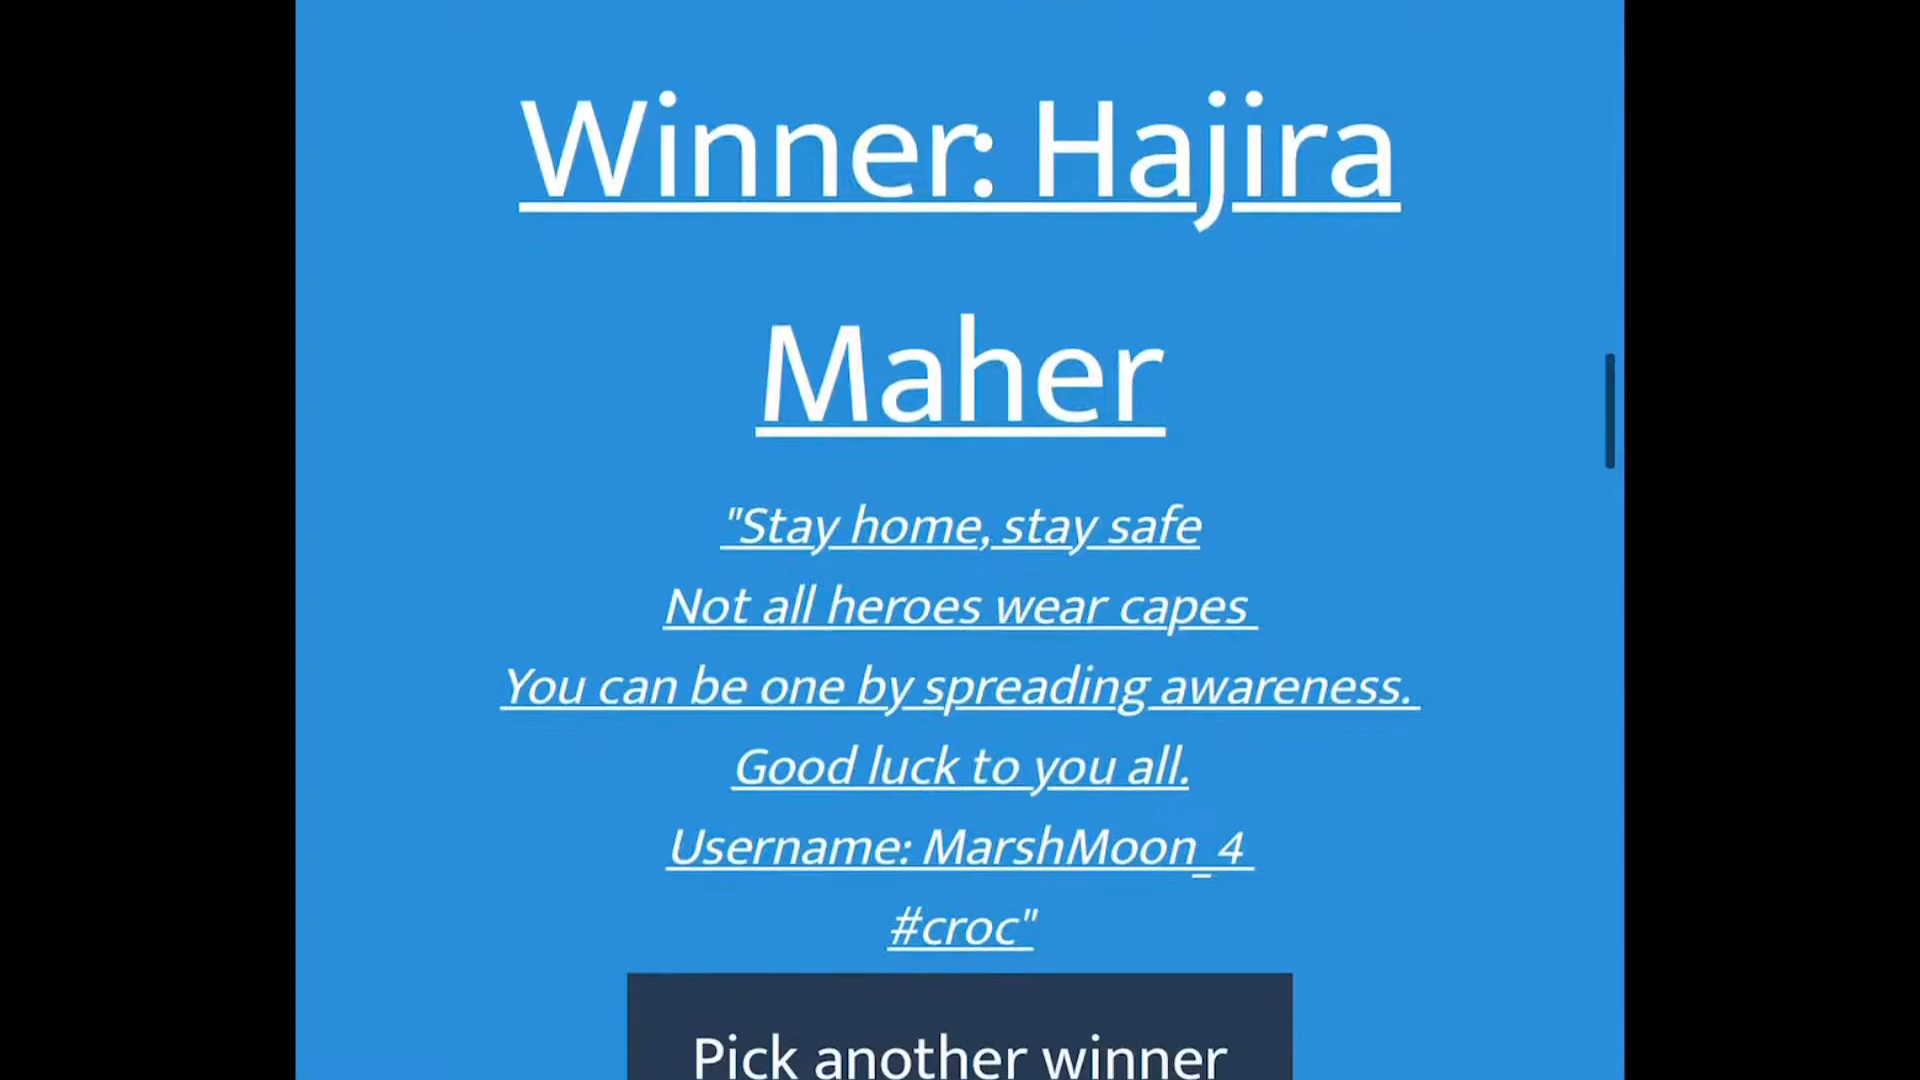 Winner: Hajira
Maher
"Stay home, stay safe
Not all heroes wear capes
You can be one by spreading awareness.
Good luck to you all.
Username: MarshMoon_4
#croc"
Pick another winner